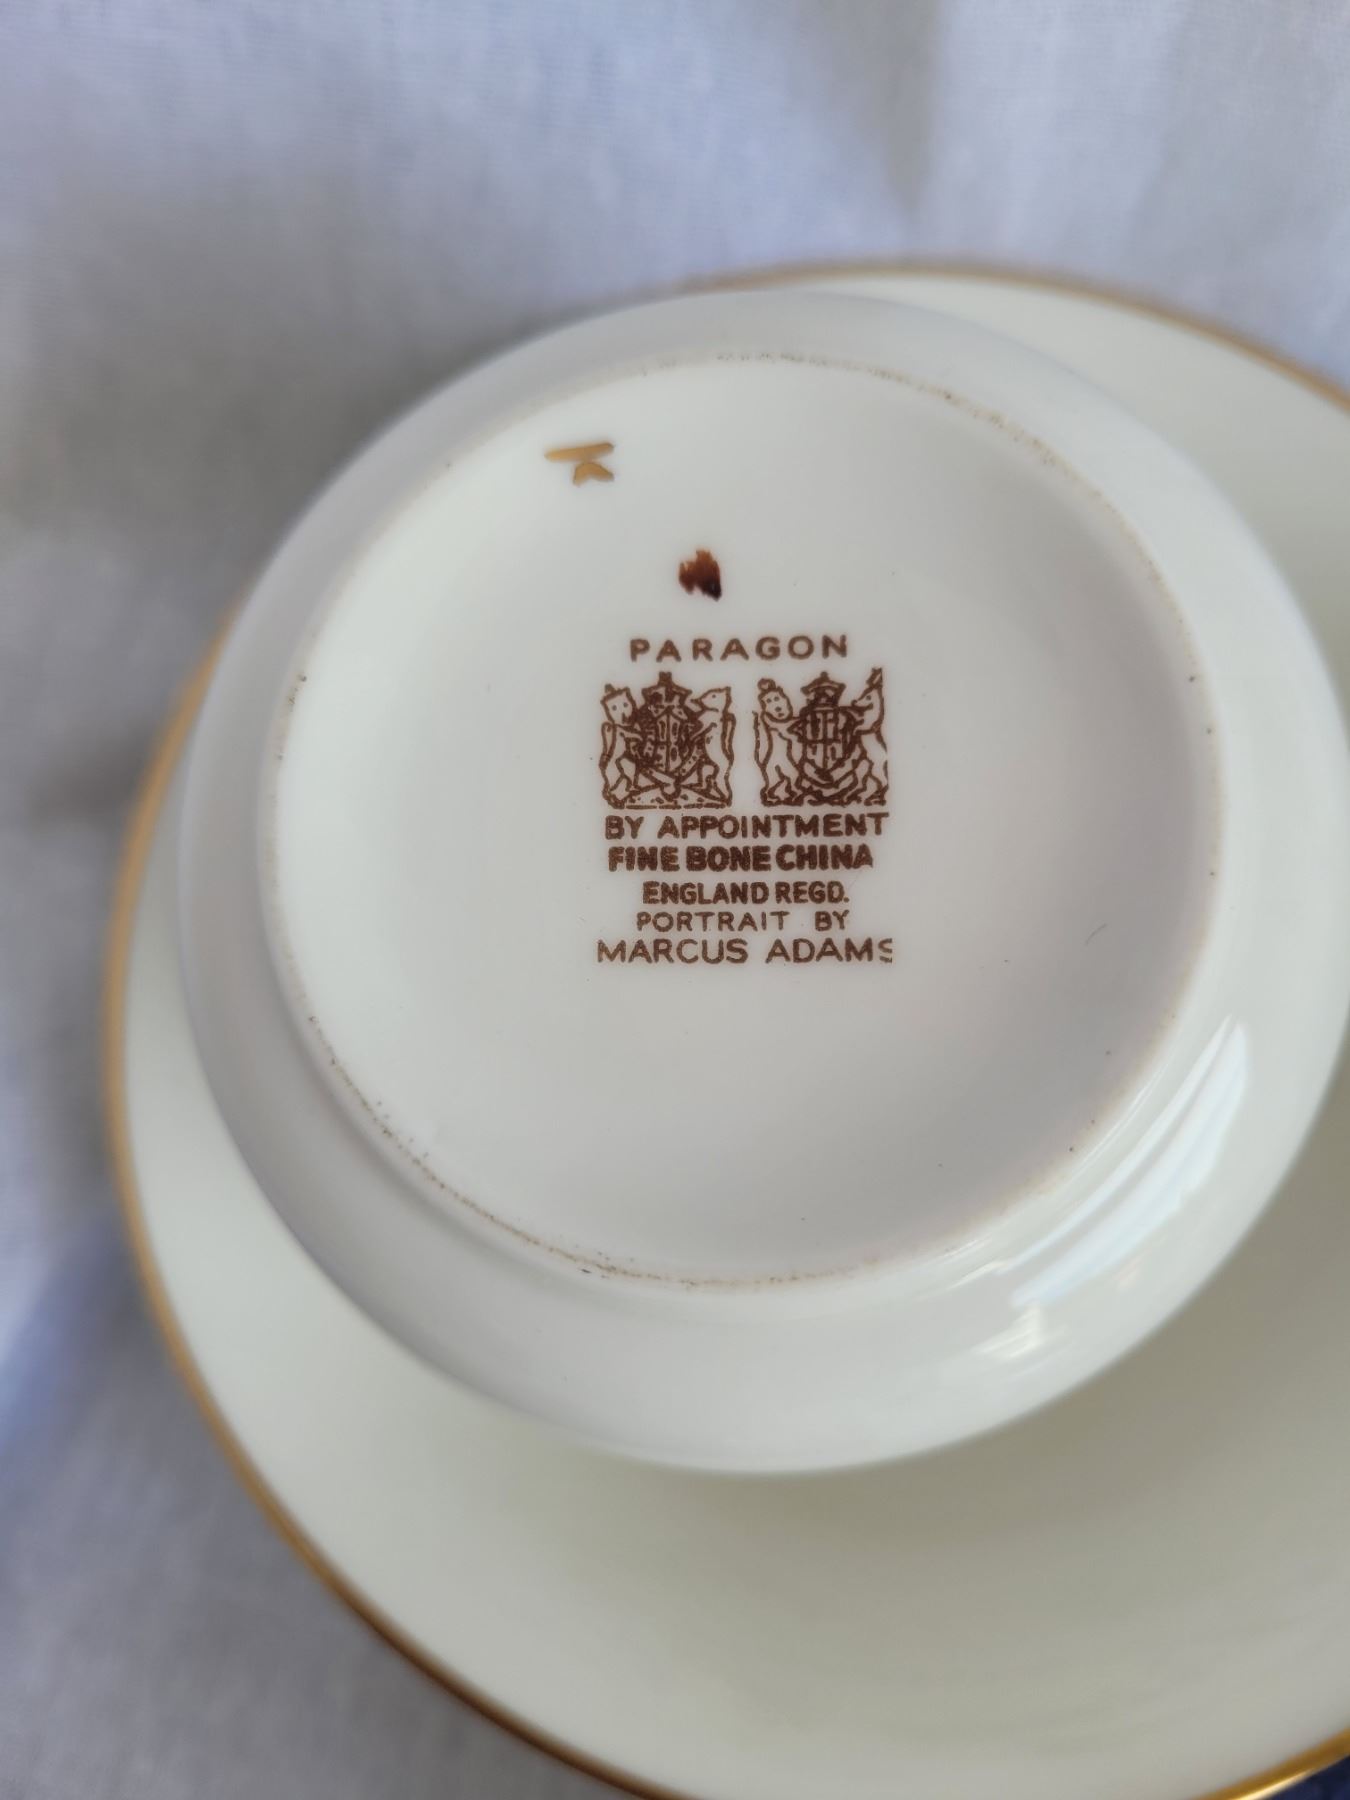 K
PARAGON
BY APPOINTMENT
FINE BONE CHINA
ENGLAND REGD.
PORTRAIT BY
MARCUS ADAMS